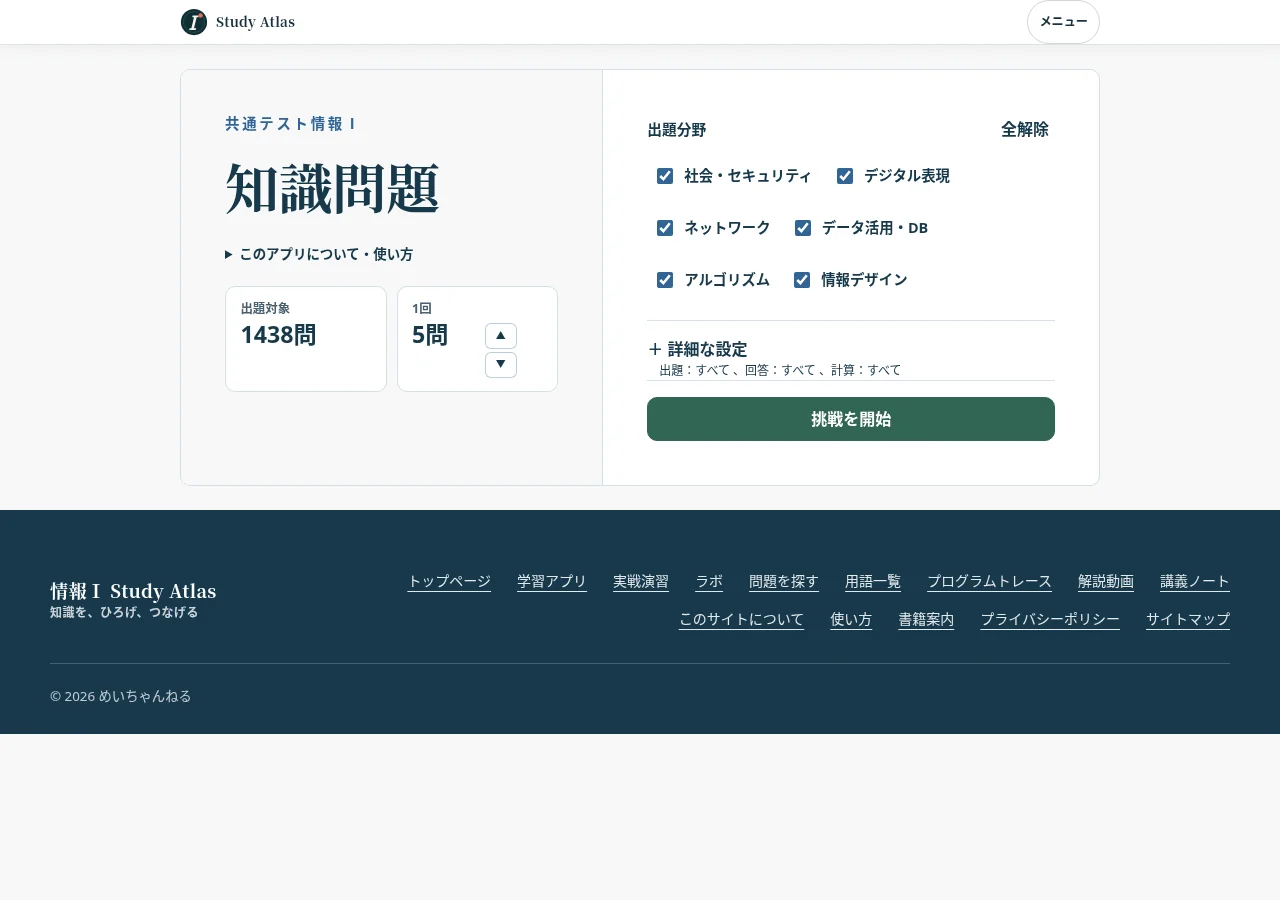 I Study Atlas
メニュー
共通テスト情報Ⅰ
知識問題
▶ このアプリについて・使い方
出題対象
1438問
1回
5問
▲
▼
出題分野
全解除
社会・セキュリティ
デジタル表現
ネットワーク
データ活用・DB
アルゴリズム
情報デザイン
＋ 詳細な設定
出題：すべて 、回答：すべて 、計算：すべて
挑戦を開始
情報Ⅰ Study Atlas
知識を、ひろげ、つなげる
トップページ 学習アプリ 実戦演習 ラボ 問題を探す 用語一覧 プログラムトレース 解説動画 講義ノート
このサイトについて 使い方 書籍案内 プライバシーポリシー サイトマップ
© 2026 めいちゃんねる